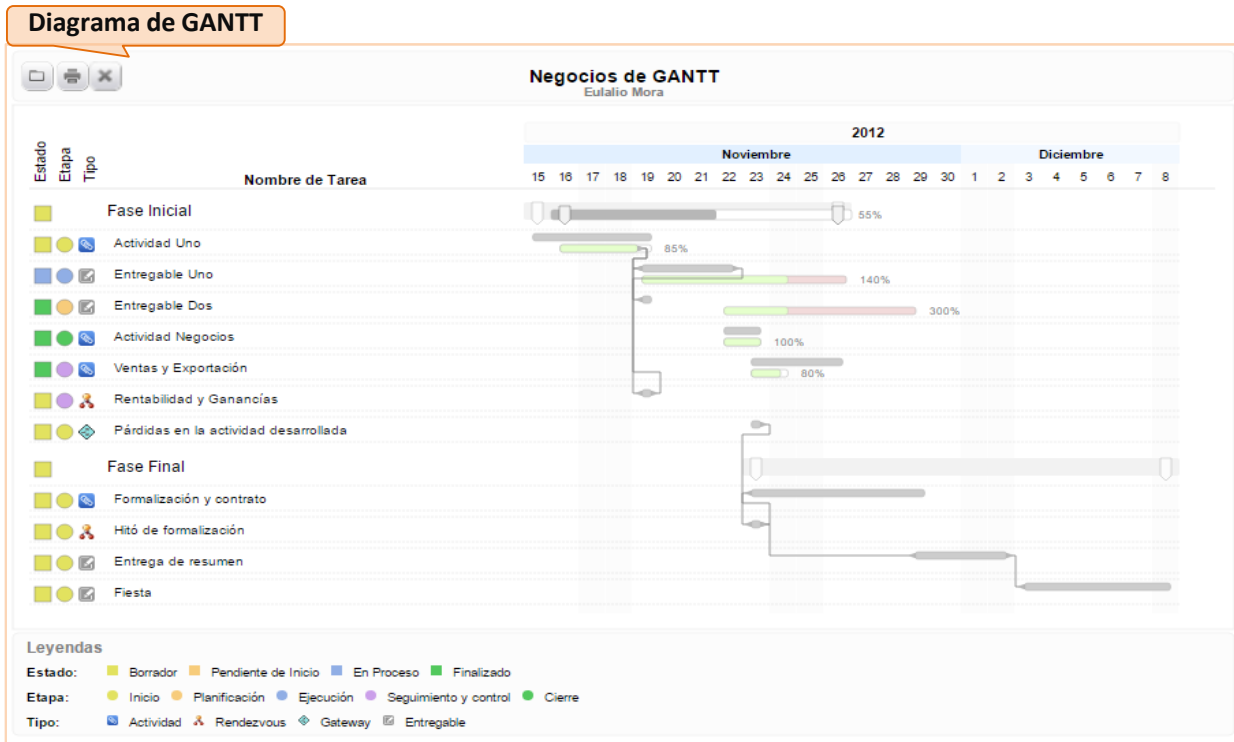 Diagrama de GANTT
Negocios de GANTT
Eulalio Mora
2012
Noviembre Diciembre
Estado Etapa Tipo Nombre de Tarea 15 16 17 18 19 20 21 22 23 24 25 26 27 28 29 30 1 2 3 4 5 6 7 8
Fase Inicial 55%
Actividad Uno 85%
Entregable Uno 140%
Entregable Dos 300%
Actividad Negocios 100%
Ventas y Exportación 80%
Rentabilidad y Ganancías
Párdidas en la actividad desarrollada
Fase Final
Formalización y contrato
Hitó de formalización
Entrega de resumen
Fiesta
Leyendas
Estado: Borrador Pendiente de Inicio En Proceso Finalizado
Etapa: Inicio Planificación Ejecución Seguimiento y control Cierre
Tipo: Actividad Rendezvous Gateway Entregable